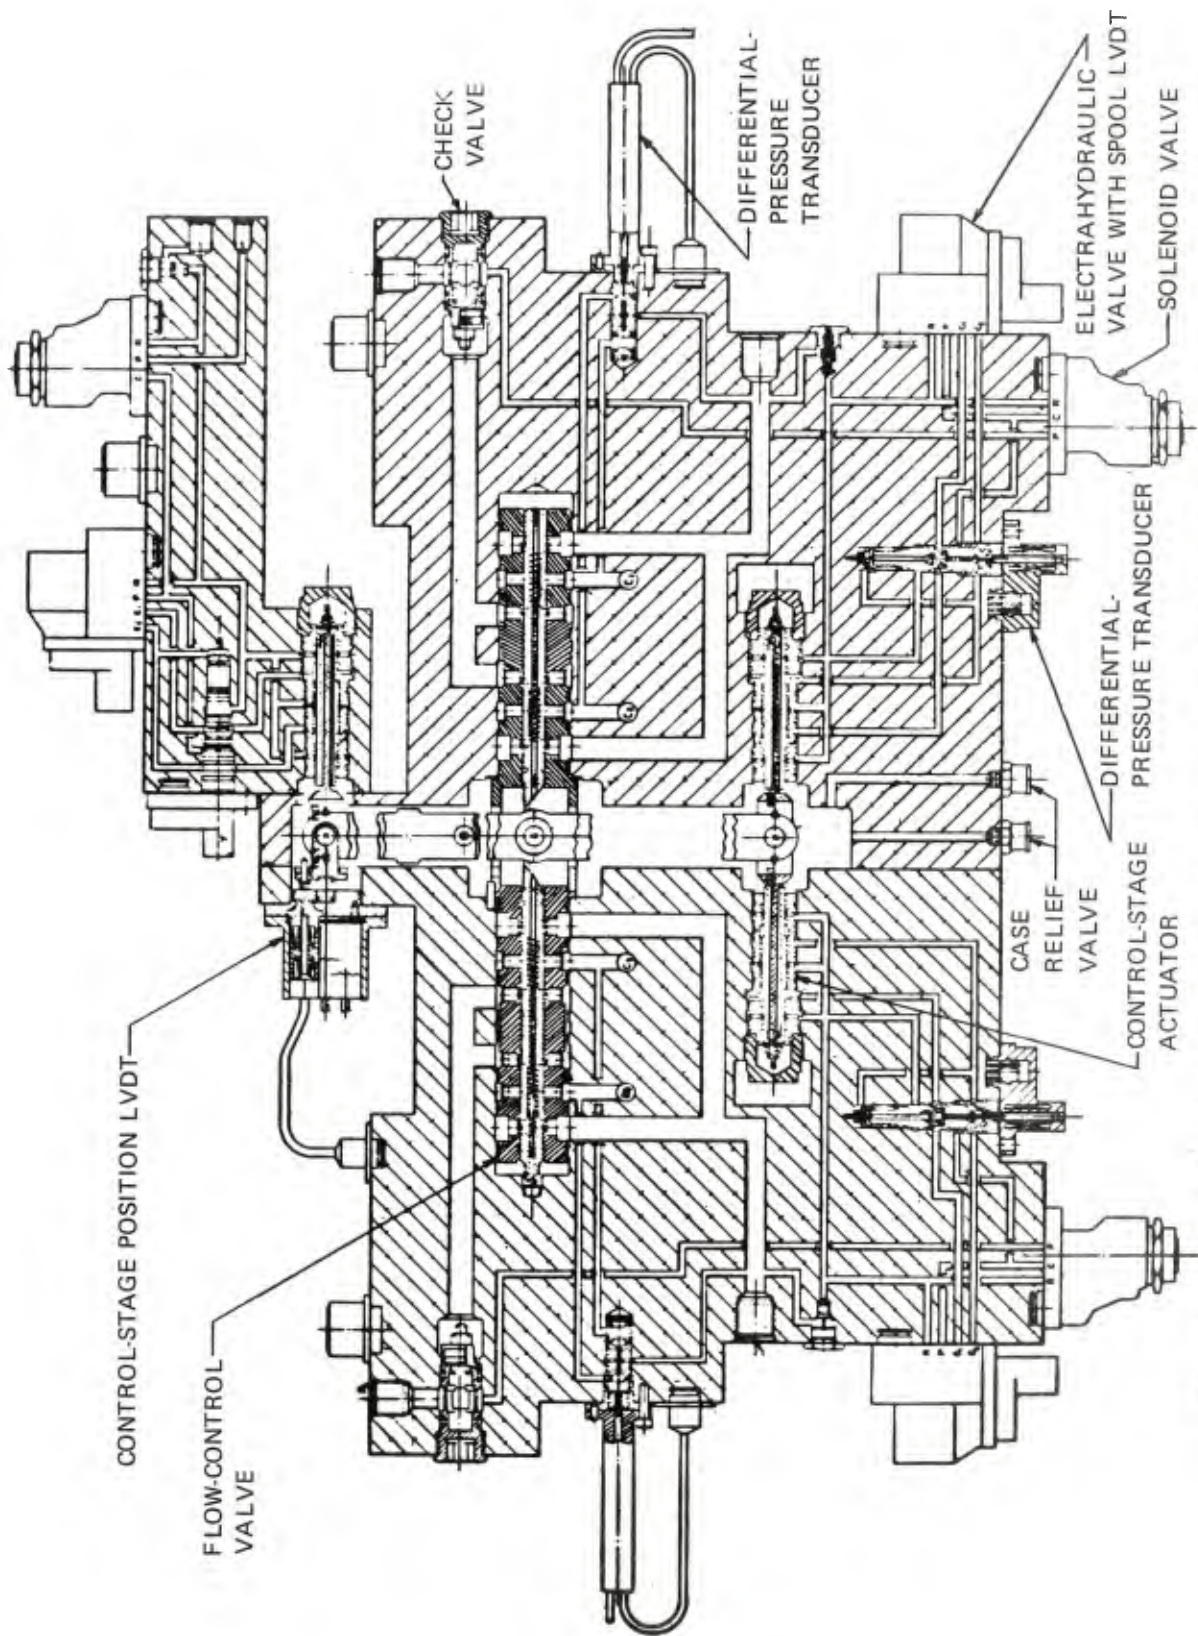 CONTROL-STAGE POSITION LVDT
FLOW-CONTROL
VALVE
CHECK
VALVE
DIFFERENTIAL-
PRESSURE
TRANSDUCER
ELECTRAHYDRAULIC
VALVE WITH SPOOL LVDT
SOLENOID VALVE
DIFFERENTIAL-
PRESSURE TRANSDUCER
CASE
RELIEF
VALVE
CONTROL-STAGE
ACTUATOR